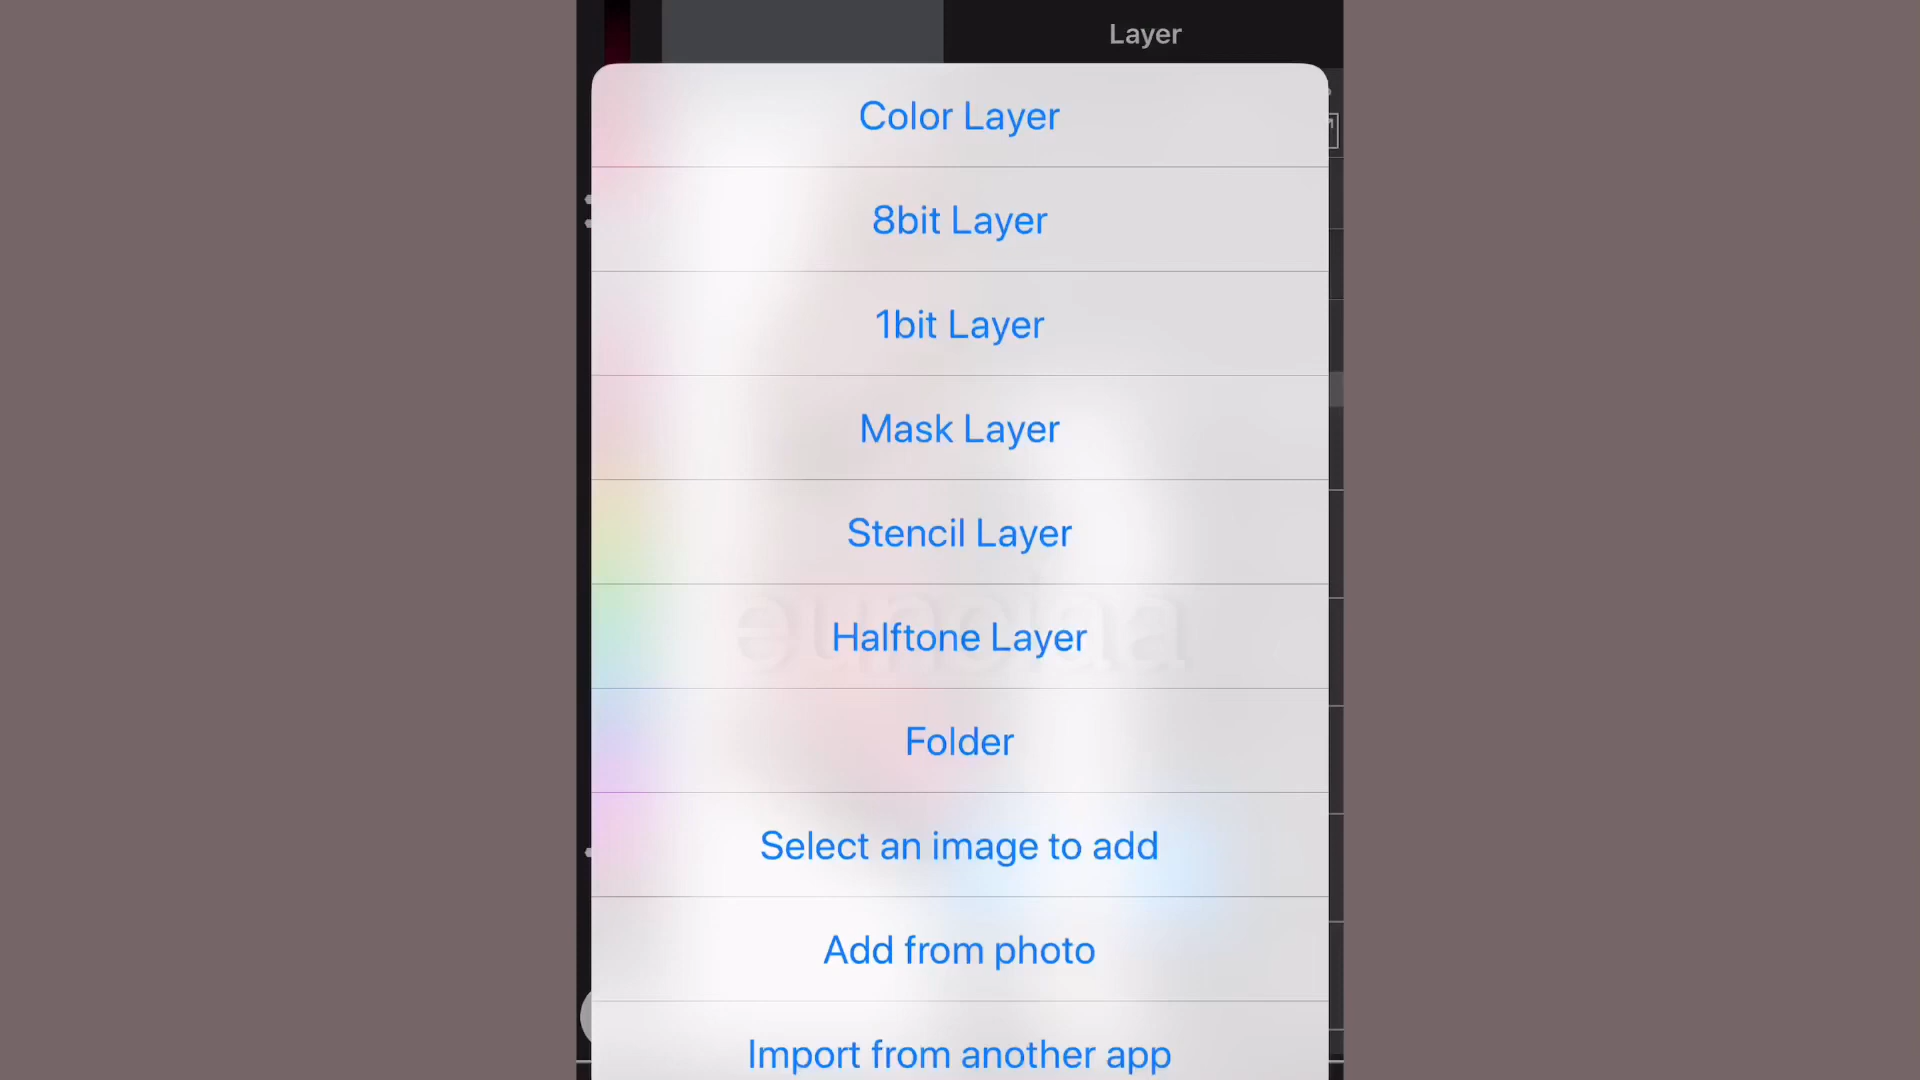 Layer
Color Layer
8bit Layer
1bit Layer
Mask Layer
Stencil Layer
eunoiaa
Halftone Layer
Folder
Select an image to add
Add from photo
Import from another app